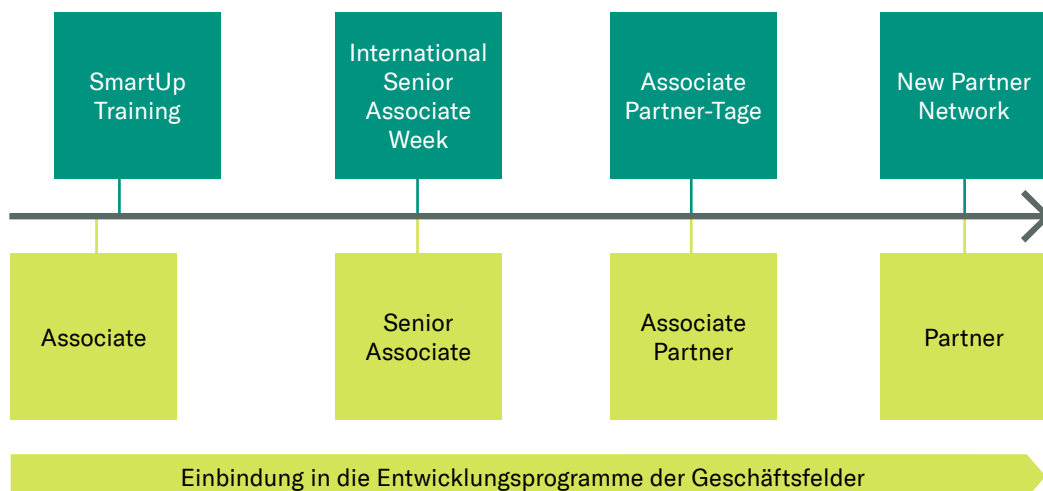 SmartUp
Training
International
Senior
Associate
Week
Associate
Partner-Tage
New Partner
Network
Associate
Senior
Associate
Associate
Partner
Partner
Einbindung in die Entwicklungsprogramme der Geschäftsfelder